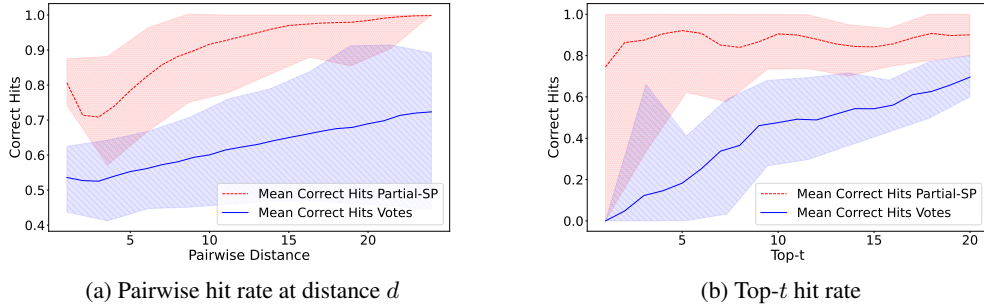 1.0
0.9
0.8
0.7
0.6
0.5
0.4
Correct Hits
Mean Correct Hits Partial-SP
Mean Correct Hits Votes
5
10
15
20
Pairwise Distance
(a) Pairwise hit rate at distance d
1.0
0.8
0.6
0.4
0.2
0.0
Correct Hits
Mean Correct Hits Partial-SP
Mean Correct Hits Votes
5
10
15
20
Top-t
(b) Top-t hit rate